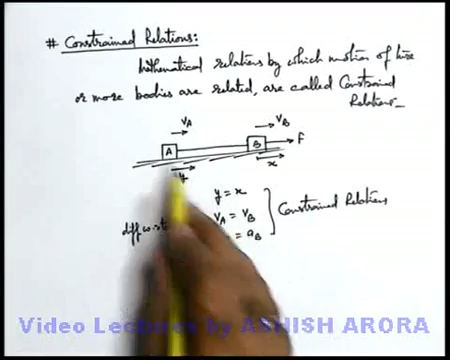 # Constrained Relations:
Mathematical relations by which motion of two
or more bodies are related, are called Constrained
Relations
VA
VB
A
B
F
y
x
y = x
diff w.r.t.
VA = VB
= aB
Constrained Relations
Video Lectures by ASHISH ARORA